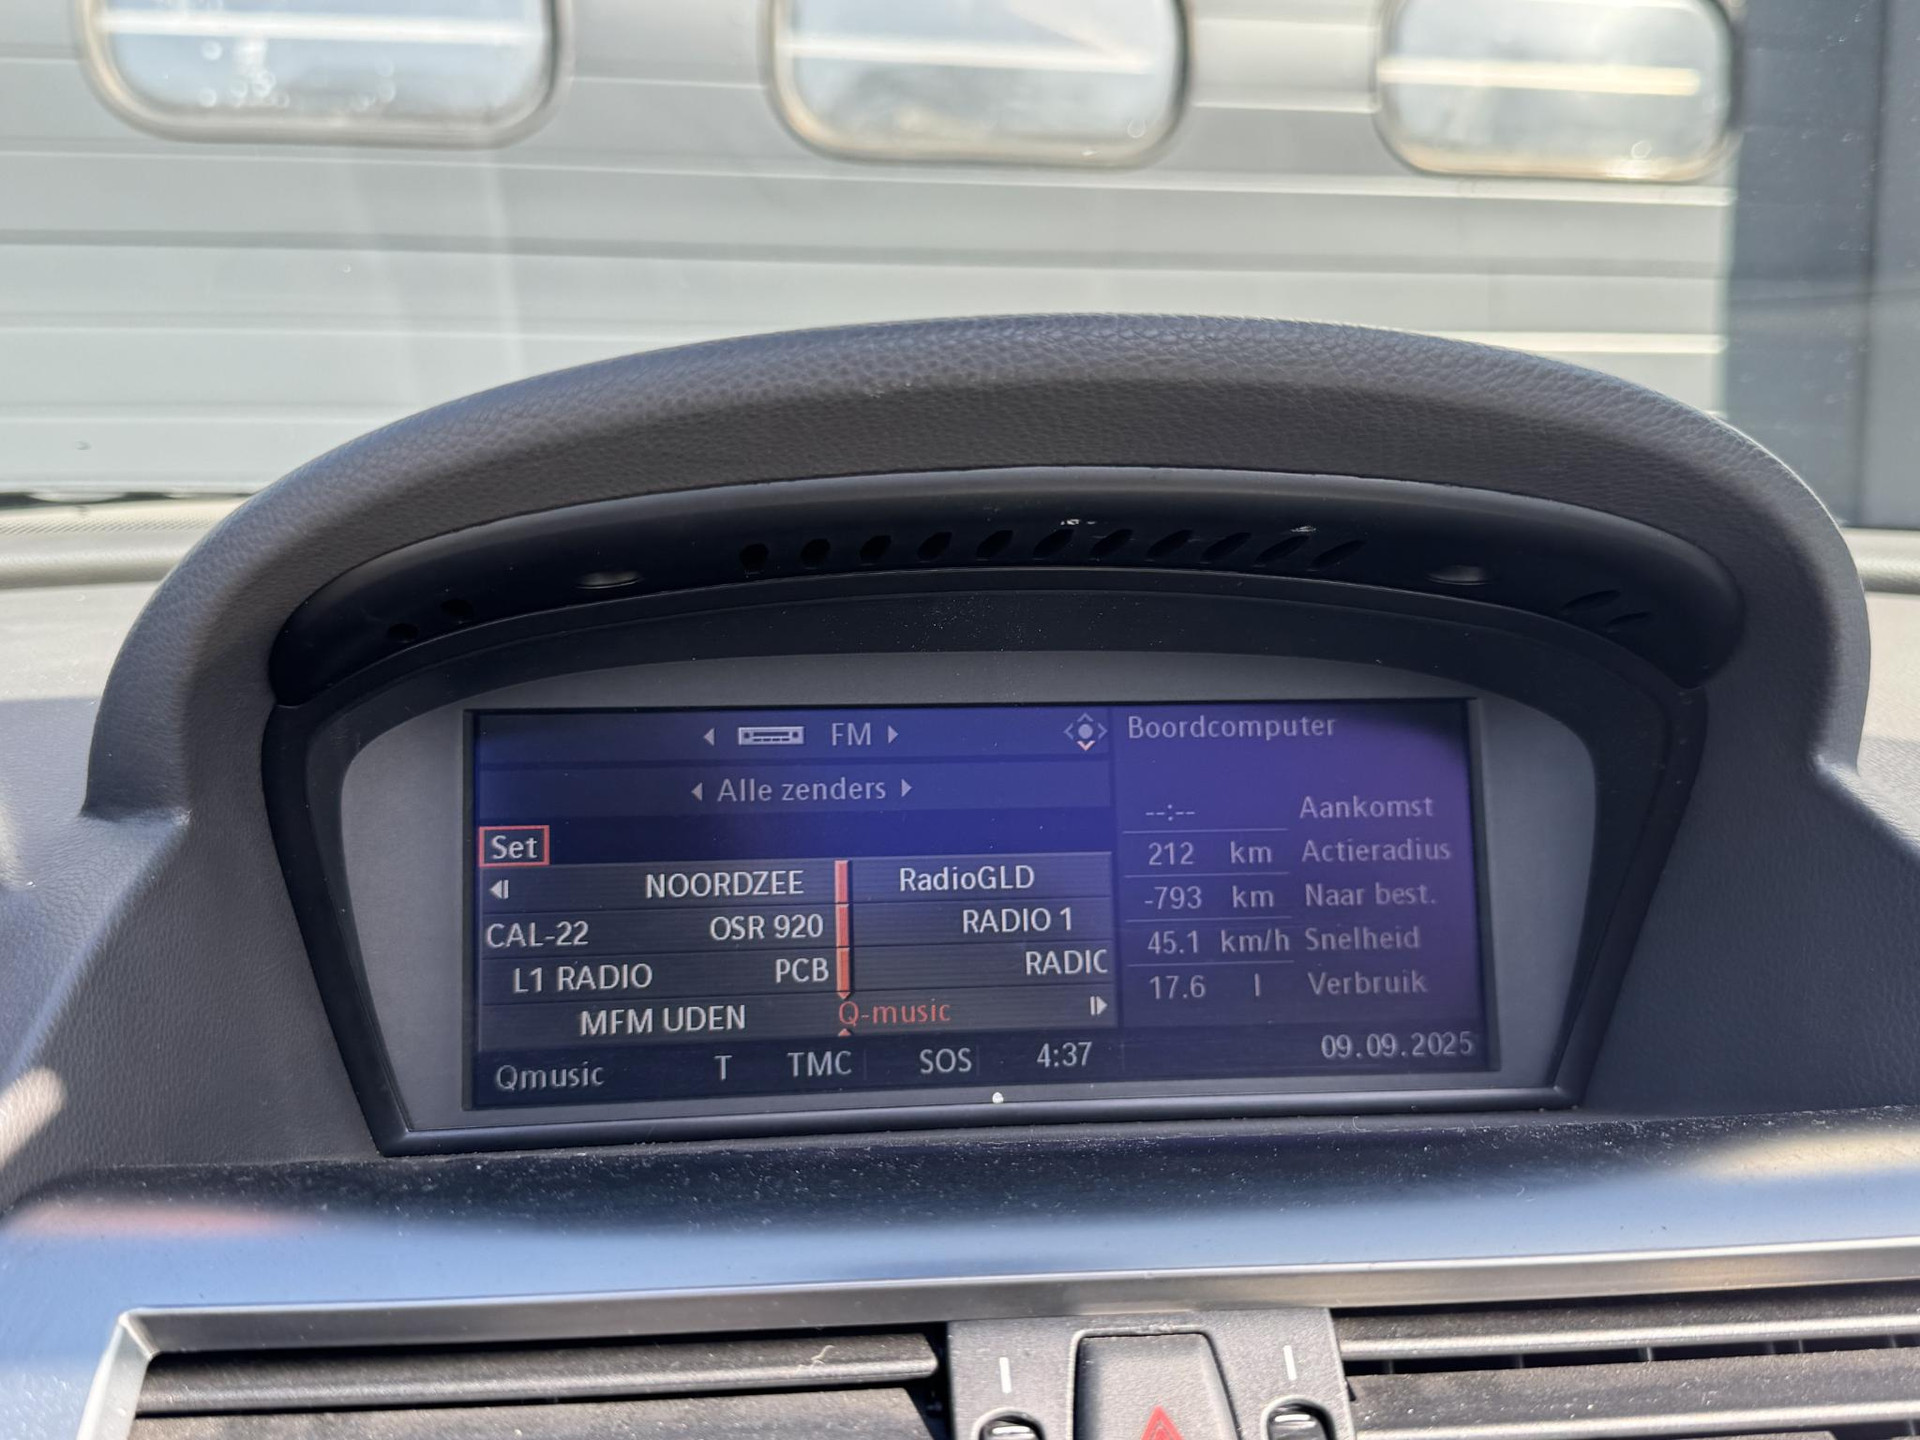 FM
Alle zenders
Set
NOORDZEE RadioGLD
CAL-22 OSR 920 RADIO 1
L1 RADIO PCB RADIC
MFM UDEN Q-music
Qmusic T TMC SOS 4:37
Boordcomputer
--:-- Aankomst
212 km Actieradius
-793 km Naar best.
45.1 km/h Snelheid
17.6 l Verbruik
09.09.2025